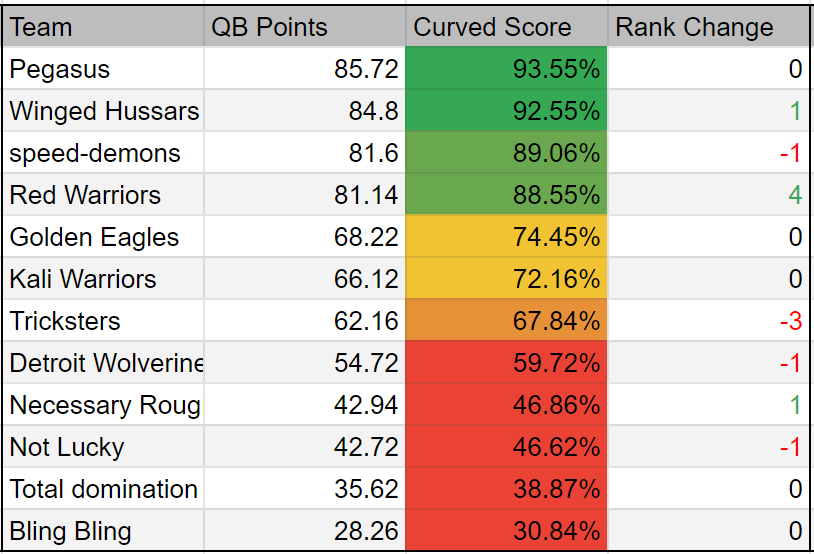 Team QB Points Curved Score Rank Change
Pegasus 85.72 93.55% 0
Winged Hussars 84.8 92.55% 1
speed-demons 81.6 89.06% -1
Red Warriors 81.14 88.55% 4
Golden Eagles 68.22 74.45% 0
Kali Warriors 66.12 72.16% 0
Tricksters 62.16 67.84% -3
Detroit Wolverine 54.72 59.72% -1
Necessary Roug 42.94 46.86% 1
Not Lucky 42.72 46.62% -1
Total domination 35.62 38.87% 0
Bling Bling 28.26 30.84% 0